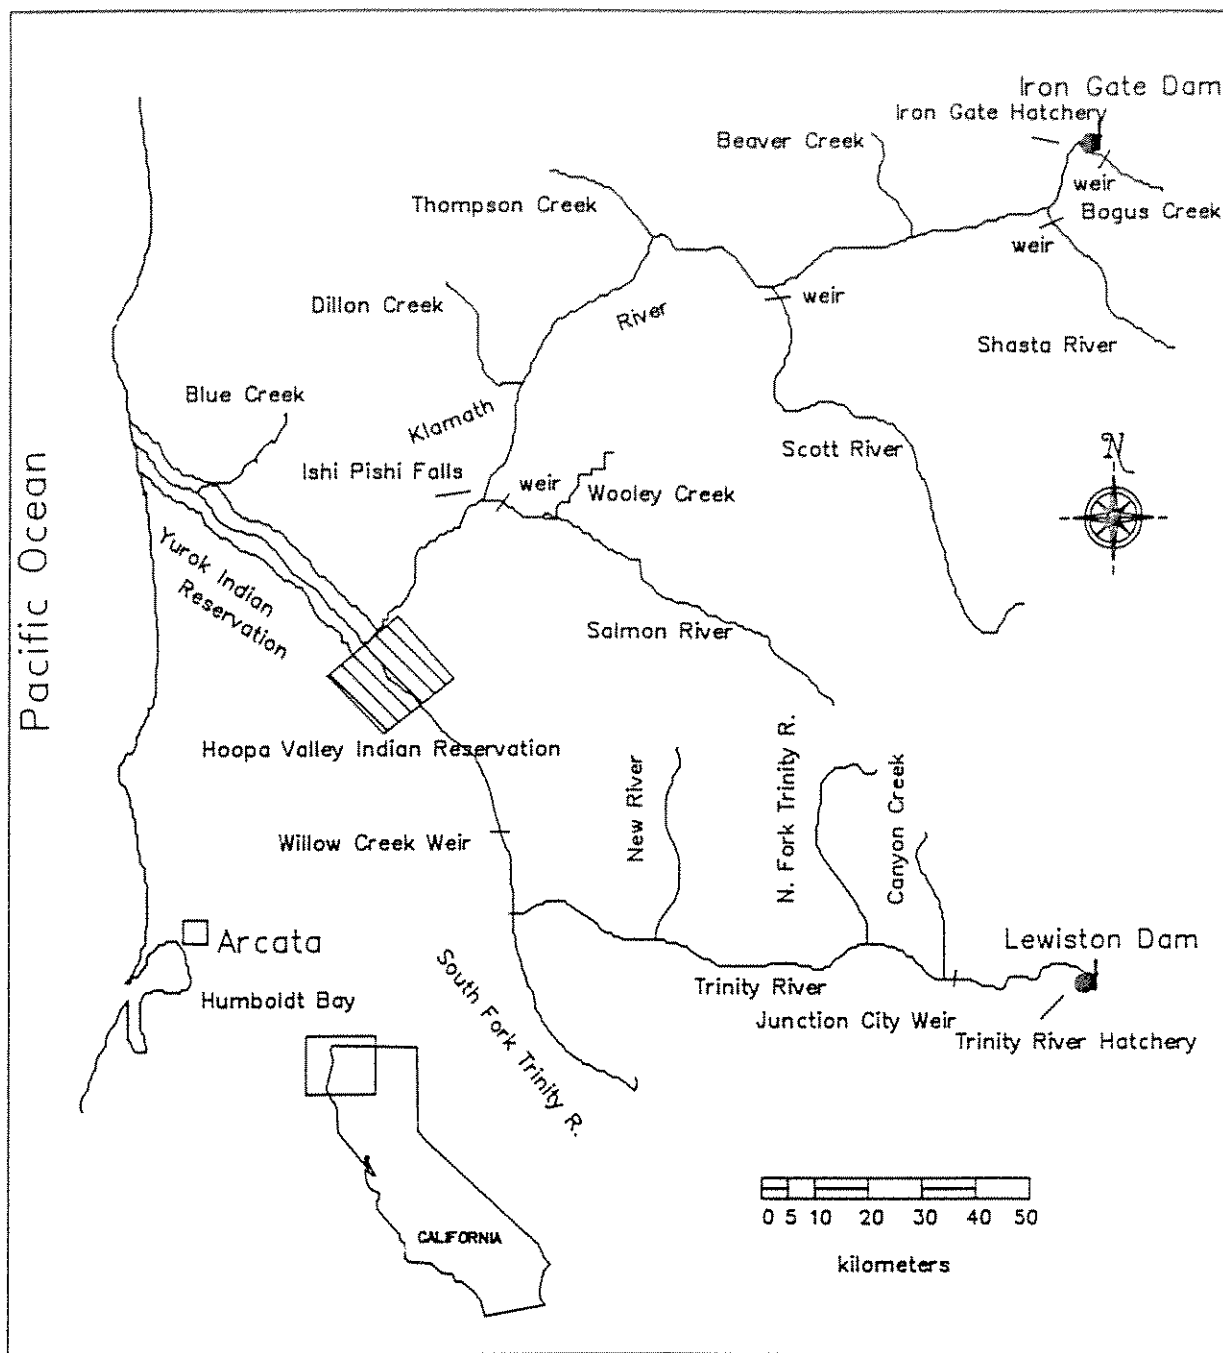 Iron Gate Dam
Iron Gate Hatchery
Beaver Creek
weir
Thompson Creek
Bogus Creek
weir
weir
Dillon Creek
River
Shasta River
Blue Creek
Klamath
N
Scott River
Ishi Pishi Falls
weir
Wooley Creek
Pacific Ocean
Yurok Indian
Reservation
Salmon River
Hoopa Valley Indian Reservation
New River
N. Fork Trinity R.
Canyon Creek
Willow Creek Weir
Arcata
Lewiston Dam
Humboldt Bay
South Fork Trinity R.
Trinity River
Junction City Weir
Trinity River Hatchery
CALIFORNIA
0 5 10 20 30 40 50
kilometers